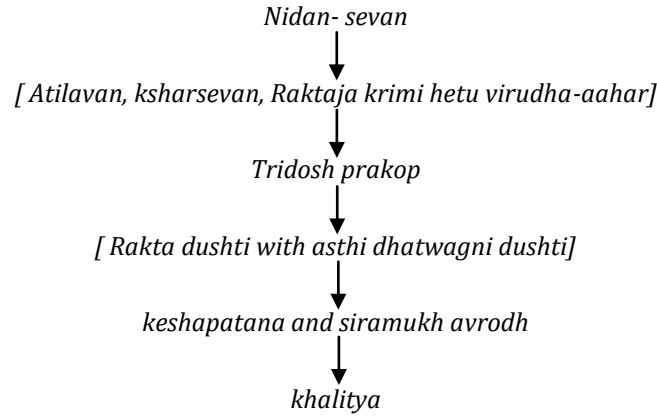 Nidan- sevan
[ Atilavan, ksharsevan, Raktaja krimi hetu virudha-aahar]
Tridosh prakop
[ Rakta dushti with asthi dhatwagni dushti]
keshapatana and siramukh avrodh
khalitya